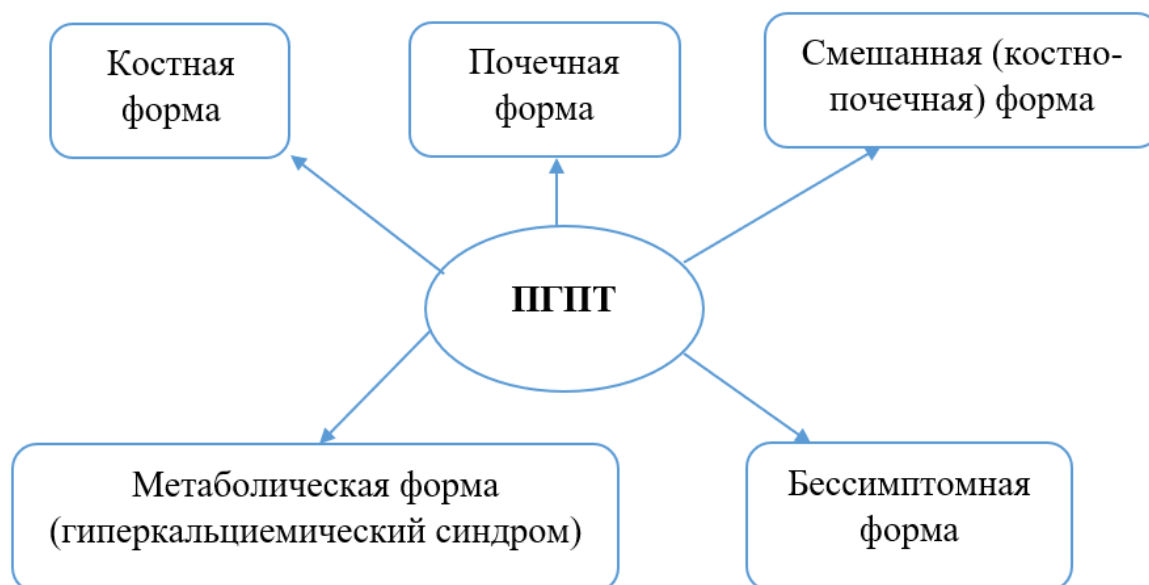 Костная
форма
Почечная
форма
Смешанная (костно-
почечная) форма
ПГПТ
Метаболическая форма
(гиперкальциемический синдром)
Бессимптомная
форма